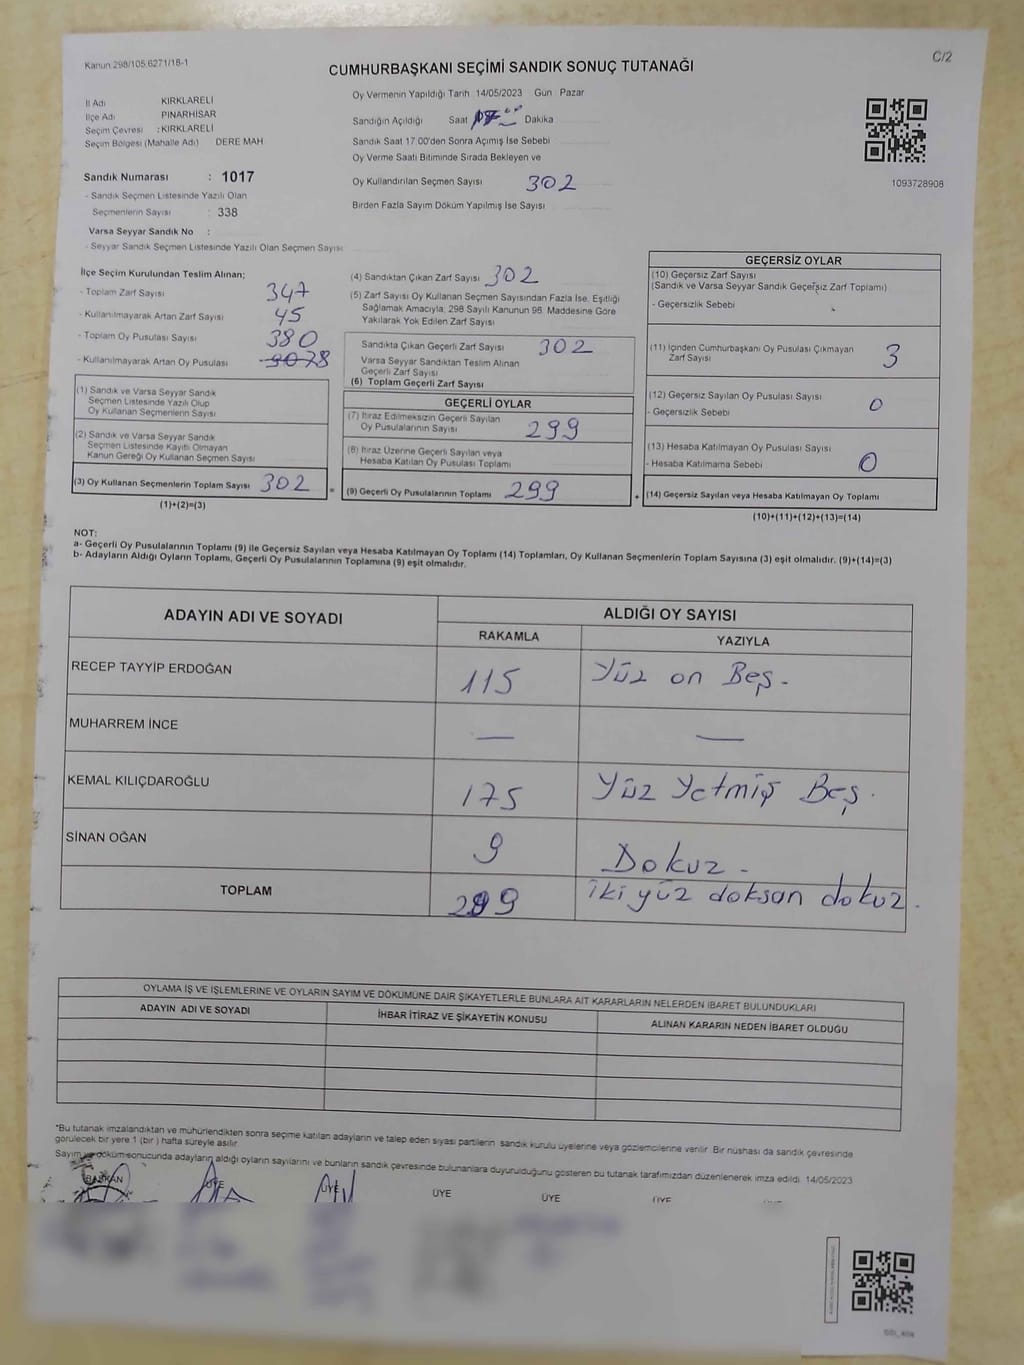 Kanun 298/105,6271/18-1
C/2
CUMHURBAŞKANI SEÇİMİ SANDIK SONUÇ TUTANAĞI
İl Adı KIRKLARELİ
İlçe Adı PINARHİSAR
Seçim Çevresi : KIRKLARELİ
Seçim Bölgesi (Mahalle Adı) DERE MAH
Sandık Numarası : 1017
- Sandık Seçmen Listesinde Yazılı Olan
Seçmenlerin Sayısı : 338
Varsa Seyyar Sandık No :
- Seyyar Sandık Seçmen Listesinde Yazılı Olan Seçmen Sayısı:
Oy Vermenin Yapıldığı Tarih 14/05/2023 Gün Pazar
Sandığın Açıldığı Saat Dakika
Sandık Saat 17:00'den Sonra Açımış İse Sebebi
Oy Verme Saati Bitiminde Sırada Bekleyen ve
Oy Kullandırılan Seçmen Sayısı 302
Birden Fazla Sayım Döküm Yapılmış İse Sayısı
1093728908
İlçe Seçim Kurulundan Teslim Alınan;
- Toplam Zarf Sayısı 347
- Kullanılmayarak Artan Zarf Sayısı 45
- Toplam Oy Pusulası Sayısı 380
- Kullanılmayarak Artan Oy Pusulası 78
(1) Sandık ve Varsa Seyyar Sandık
Seçmen Listesinde Yazılı Olup
Oy Kullanan Seçmenlerin Sayısı
(2) Sandık ve Varsa Seyyar Sandık
Seçmen Listesinde Kayıtlı Olmayan
Kanun Gereği Oy Kullanan Seçmen Sayısı
(3) Oy Kullanan Seçmenlerin Toplam Sayısı 302
(1)+(2)=(3)
(4) Sandıktan Çıkan Zarf Sayısı 302
(5) Zarf Sayısı Oy Kullanan Seçmen Sayısından Fazla İse, Eşitliği
Sağlamak Amacıyla; 298 Sayılı Kanunun 98. Maddesine Göre
Yakılarak Yok Edilen Zarf Sayısı
Sandıkta Çıkan Geçerli Zarf Sayısı 302
Varsa Seyyar Sandıktan Teslim Alınan
Geçerli Zarf Sayısı
(6) Toplam Geçerli Zarf Sayısı
GEÇERLİ OYLAR
(7) İtiraz Edilmeksizin Geçerli Sayılan
Oy Pusulalarının Sayısı 299
(8) İtiraz Üzerine Geçerli Sayılan veya
Hesaba Katılan Oy Pusulası Toplamı
= (9) Geçerli Oy Pusulalarının Toplamı 299
GEÇERSİZ OYLAR
(10) Geçersiz Zarf Sayısı
(Sandık ve Varsa Seyyar Sandık Geçersiz Zarf Toplamı)
- Geçersizlik Sebebi
(11) İçinden Cumhurbaşkanı Oy Pusulası Çıkmayan
Zarf Sayısı 3
(12) Geçersiz Sayılan Oy Pusulası Sayısı 0
- Geçersizlik Sebebi
(13) Hesaba Katılmayan Oy Pusulası Sayısı
- Hesaba Katılmama Sebebi 0
+ (14) Geçersiz Sayılan veya Hesaba Katılmayan Oy Toplamı
(10)+(11)+(12)+(13)=(14)
NOT:
a- Geçerli Oy Pusulalarının Toplamı (9) ile Geçersiz Sayılan veya Hesaba Katılmayan Oy Toplamı (14) Toplamları, Oy Kullanan Seçmenlerin Toplam Sayısına (3) eşit olmalıdır. (9)+(14)=(3)
b- Adayların Aldığı Oyların Toplamı, Geçerli Oy Pusulalarının Toplamına (9) eşit olmalıdır.
ADAYIN ADI VE SOYADI ALDIĞI OY SAYISI
RAKAMLA YAZIYLA
RECEP TAYYİP ERDOĞAN 115 Yüz on Beş.
MUHARREM İNCE — —
KEMAL KILIÇDAROĞLU 175 Yüz Yetmiş Beş.
SİNAN OĞAN 9 Dokuz.
TOPLAM 299 iki yüz doksan dokuz.
OYLAMA İŞ VE İŞLEMLERİNE VE OYLARIN SAYIM VE DÖKÜMÜNE DAİR ŞİKAYETLERLE BUNLARA AİT KARARLARIN NELERDEN İBARET BULUNDUKLARI
ADAYIN ADI VE SOYADI İHBAR İTİRAZ VE ŞİKAYETİN KONUSU ALINAN KARARIN NEDEN İBARET OLDUĞU
*Bu tutanak imzalandıktan ve mühürlendikten sonra seçime katılan adayların ve talep eden siyasi partilerin sandık kurulu üyelerine veya gözlemcilerine verilir. Bir nüshası da sandık çevresinde
görülecek bir yere 1 (bir) hafta süreyle asılır.
Sayım ve döküm sonucunda adayların aldığı oyların sayılarını ve bunların sandık çevresinde bulunanlara duyurulduğunu gösteren bu tutanak tarafımızdan düzenlenerek imza edildi. 14/05/2023
BAŞKAN ÜYE ÜYE ÜYE ÜYE ÜYE